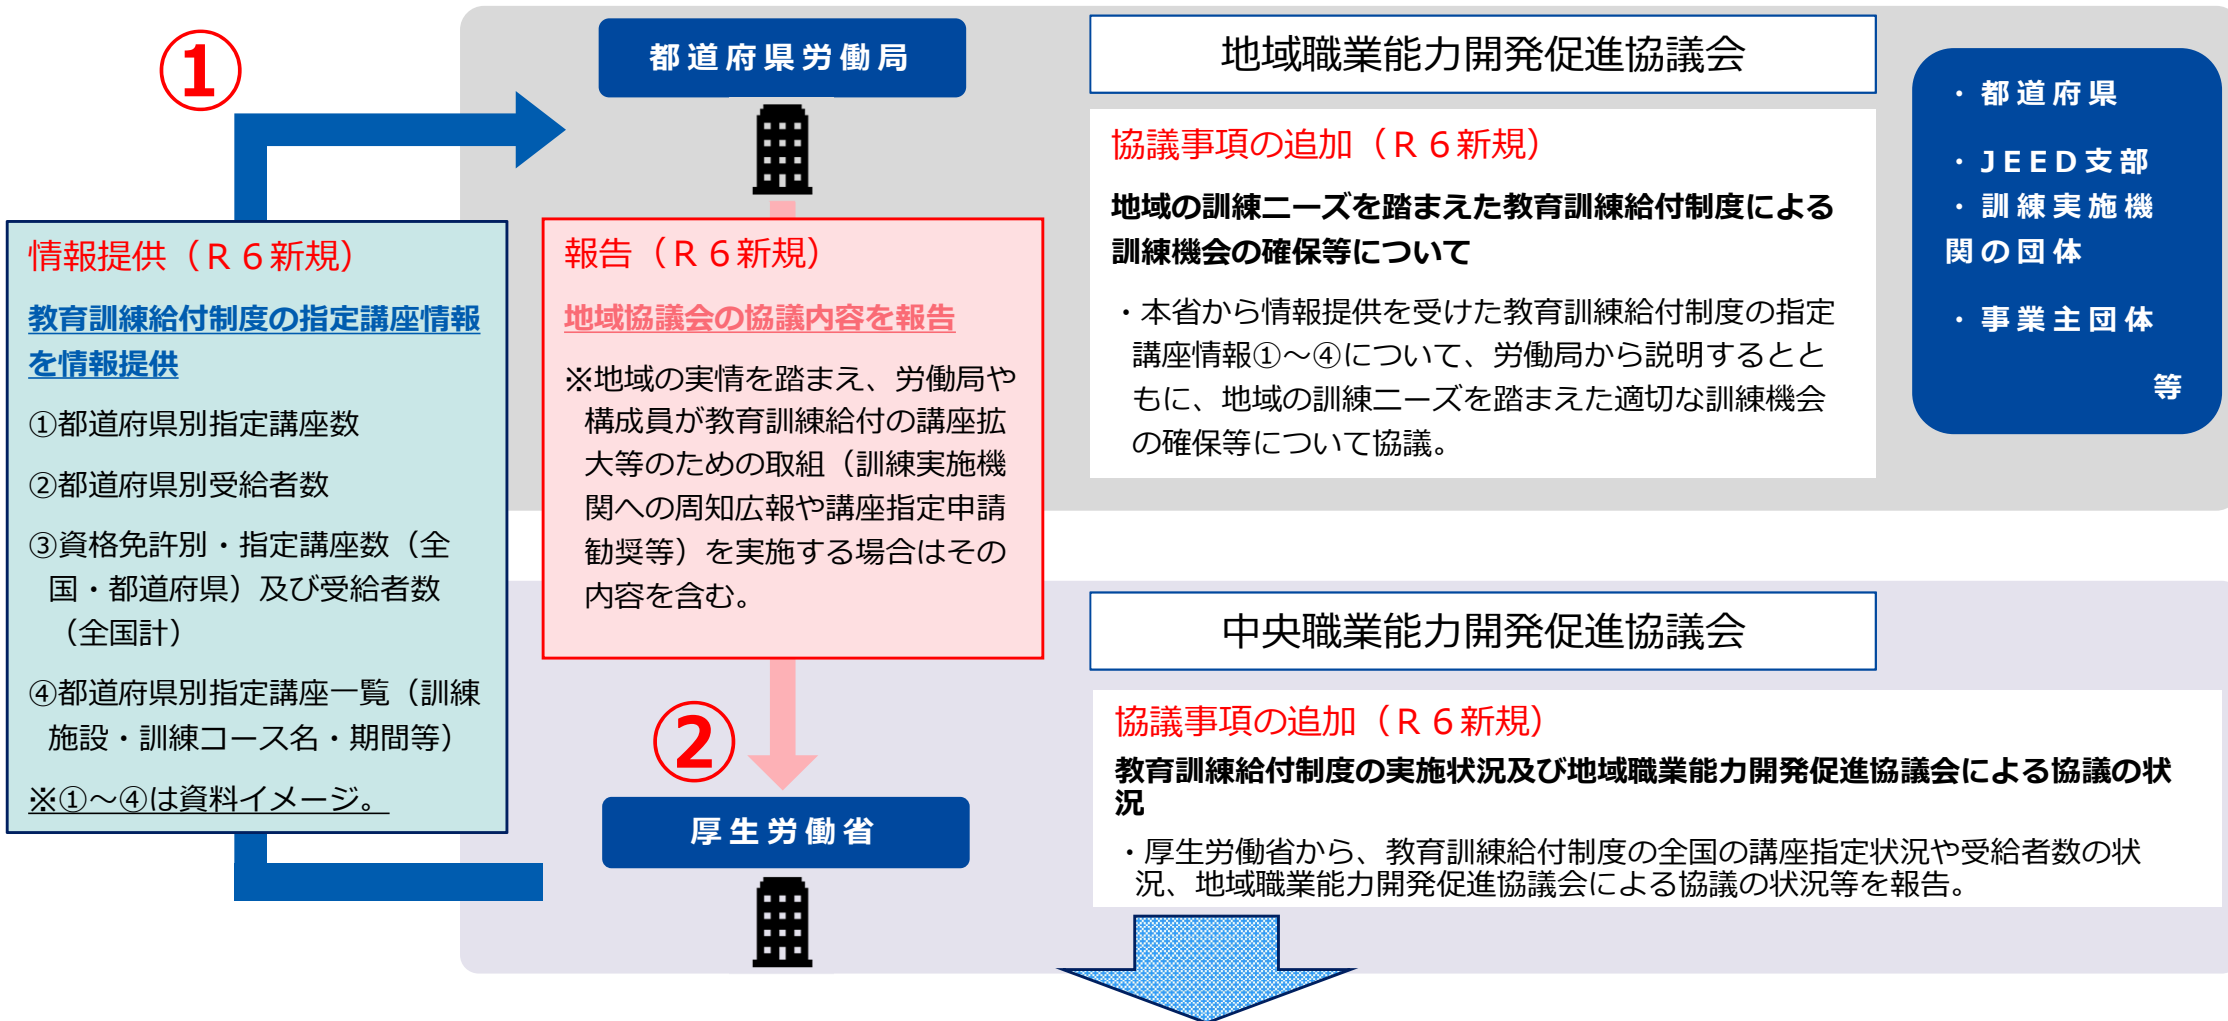 ①
都道府県労働局
地域職業能力開発促進協議会
協議事項の追加（Ｒ６新規）
地域の訓練ニーズを踏まえた教育訓練給付制度による
訓練機会の確保等について
・本省から情報提供を受けた教育訓練給付制度の指定
講座情報①～④について、労働局から説明するとと
もに、地域の訓練ニーズを踏まえた適切な訓練機会
の確保等について協議。
・都道府県
・JEED支部
・訓練実施機
関の団体
・事業主団体
等
情報提供（Ｒ６新規）
教育訓練給付制度の指定講座情報
を情報提供
①都道府県別指定講座数
②都道府県別受給者数
③資格免許別・指定講座数（全
国・都道府県）及び受給者数
（全国計）
④都道府県別指定講座一覧（訓練
施設・訓練コース名・期間等）
※①～④は資料イメージ。
報告（Ｒ６新規）
地域協議会の協議内容を報告
※地域の実情を踏まえ、労働局や
構成員が教育訓練給付の講座拡
大等のための取組（訓練実施機
関への周知広報や講座指定申請
勧奨等）を実施する場合はその
内容を含む。
②
厚生労働省
中央職業能力開発促進協議会
協議事項の追加（Ｒ６新規）
教育訓練給付制度の実施状況及び地域職業能力開発促進協議会による協議の状
況
・厚生労働省から、教育訓練給付制度の全国の講座指定状況や受給者数の状
況、地域職業能力開発促進協議会による協議の状況等を報告。